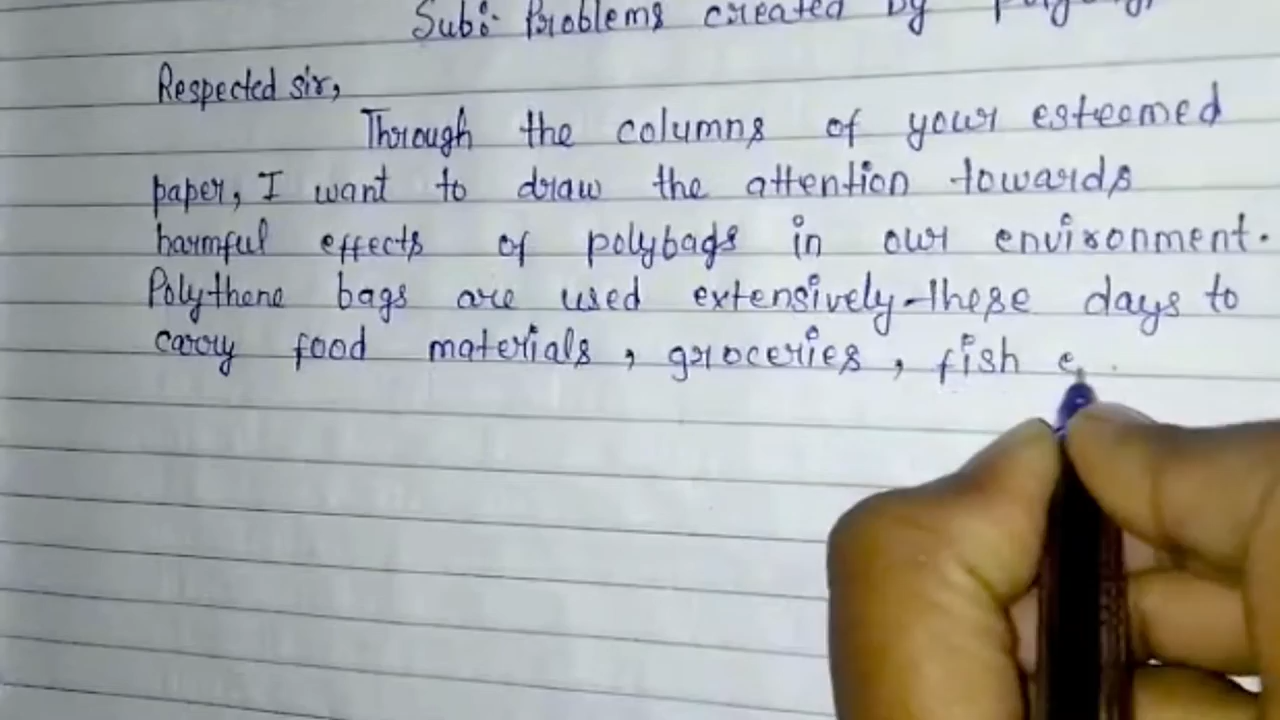 Sub:- Problems created by
Respected sir,
Through the columns of your esteemed
paper, I want to draw the attention towards
harmful effects of polybags in our environment.
Polythene bags are used extensively these days to
carry food materials, groceries, fish e